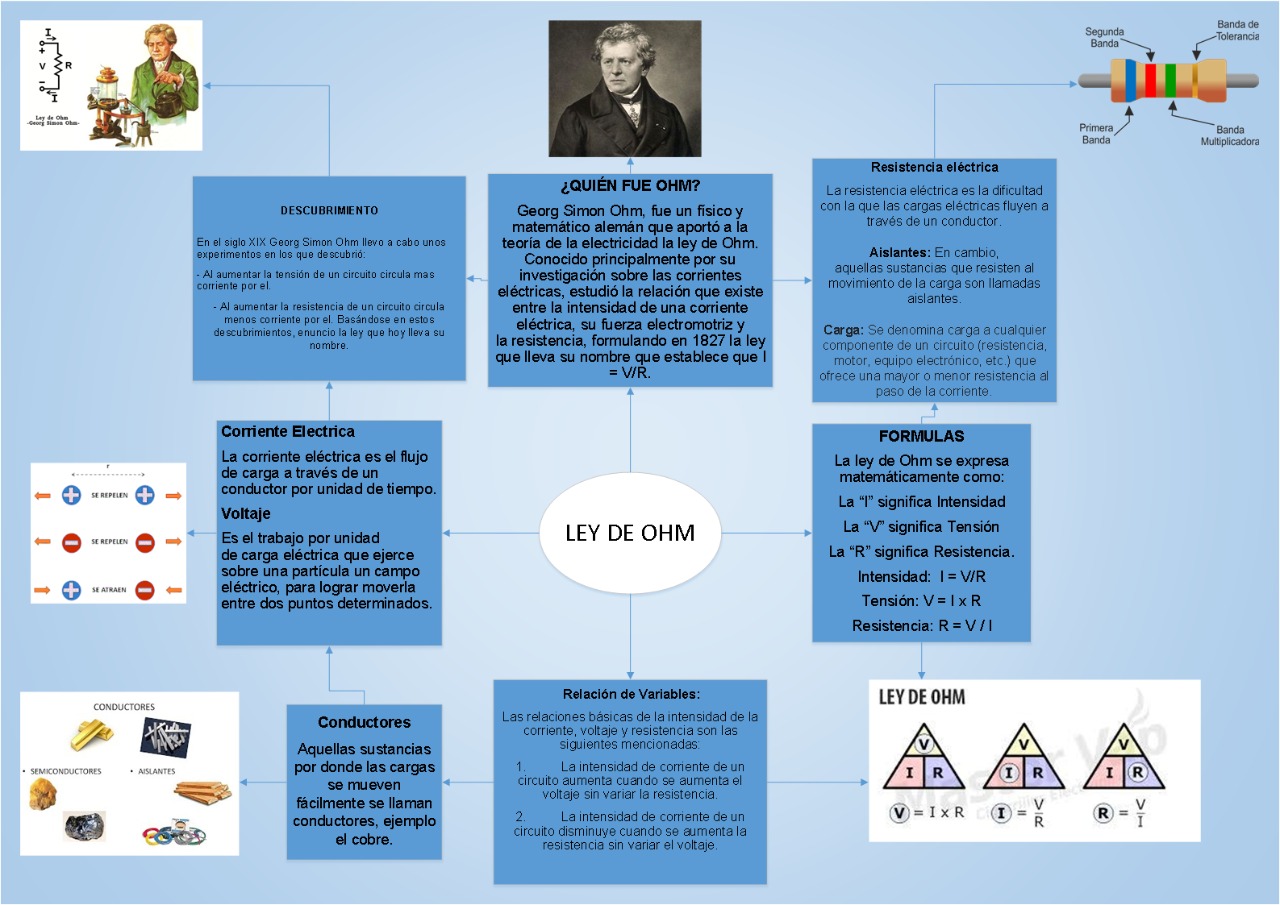 I
+
V
R
−
I
Ley de Ohm
-Georg Simon Ohm-
Segunda
Banda
Banda de
Tolerancia
Primera
Banda
Banda
Multiplicadora
DESCUBRIMIENTO
En el siglo XIX Georg Simon Ohm llevo a cabo unos
experimentos en los que descubrió:
- Al aumentar la tensión de un circuito circula mas
corriente por el.
- Al aumentar la resistencia de un circuito circula
menos corriente por el. Basándose en estos
descubrimientos, enuncio la ley que hoy lleva su
nombre.
¿QUIÉN FUE OHM?
Georg Simon Ohm, fue un físico y
matemático alemán que aportó a la
teoría de la electricidad la ley de Ohm.
Conocido principalmente por su
investigación sobre las corrientes
eléctricas, estudió la relación que existe
entre la intensidad de una corriente
eléctrica, su fuerza electromotriz y
la resistencia, formulando en 1827 la ley
que lleva su nombre que establece que I
= V/R.
Resistencia eléctrica
La resistencia eléctrica es la dificultad
con la que las cargas eléctricas fluyen a
través de un conductor.
Aislantes: En cambio,
aquellas sustancias que resisten al
movimiento de la carga son llamadas
aislantes.
Carga: Se denomina carga a cualquier
componente de un circuito (resistencia,
motor, equipo electrónico, etc.) que
ofrece una mayor o menor resistencia al
paso de la corriente.
r
SE REPELEN
SE REPELEN
SE ATRAEN
Corriente Electrica
La corriente eléctrica es el flujo
de carga a través de un
conductor por unidad de tiempo.
Voltaje
Es el trabajo por unidad
de carga eléctrica que ejerce
sobre una partícula un campo
eléctrico, para lograr moverla
entre dos puntos determinados.
LEY DE OHM
FORMULAS
La ley de Ohm se expresa
matemáticamente como:
La “I” significa Intensidad
La “V” significa Tensión
La “R” significa Resistencia.
Intensidad: I = V/R
Tensión: V = I x R
Resistencia: R = V / I
CONDUCTORES
• SEMICONDUCTORES • AISLANTES
Conductores
Aquellas sustancias
por donde las cargas
se mueven
fácilmente se llaman
conductores, ejemplo
el cobre.
Relación de Variables:
Las relaciones básicas de la intensidad de la
corriente, voltaje y resistencia son las
siguientes mencionadas:
1. La intensidad de corriente de un
circuito aumenta cuando se aumenta el
voltaje sin variar la resistencia.
2. La intensidad de corriente de un
circuito disminuye cuando se aumenta la
resistencia sin variar el voltaje.
LEY DE OHM
V V V
I R I R I R
V = I x R
I = V/R
R = V/I